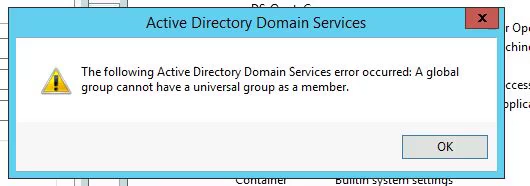 Active Directory Domain Services
x
The following Active Directory Domain Services error occurred: A global
group cannot have a universal group as a member.
OK
Container Builtin system settings